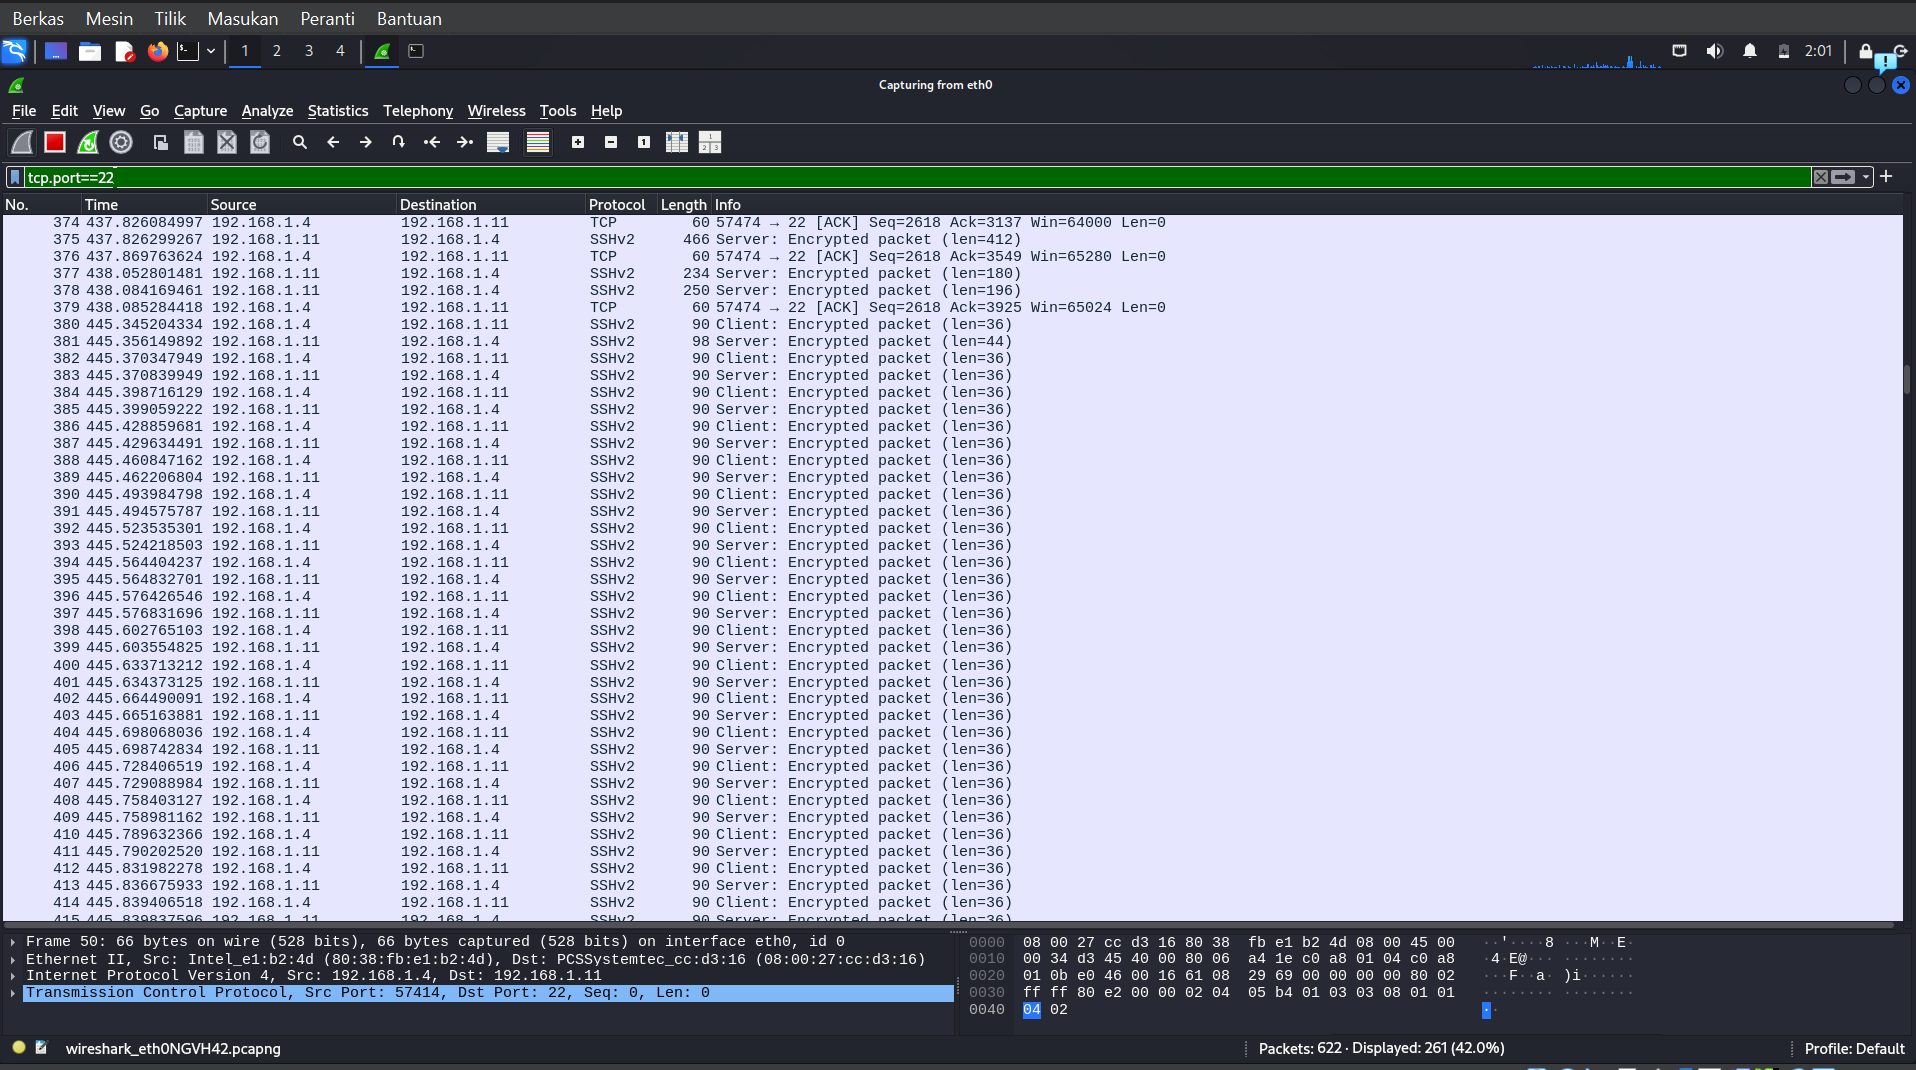 Berkas Mesin Tilik Masukan Peranti Bantuan
1 2 3 4 2:01
Capturing from eth0
File Edit View Go Capture Analyze Statistics Telephony Wireless Tools Help
tcp.port==22
No. Time Source Destination Protocol Length Info
374 437.826084997 192.168.1.4 192.168.1.11 TCP 60 57474 → 22 [ACK] Seq=2618 Ack=3137 Win=64000 Len=0
375 437.826299267 192.168.1.11 192.168.1.4 SSHv2 466 Server: Encrypted packet (len=412)
376 437.869763624 192.168.1.4 192.168.1.11 TCP 60 57474 → 22 [ACK] Seq=2618 Ack=3549 Win=65280 Len=0
377 438.052801481 192.168.1.11 192.168.1.4 SSHv2 234 Server: Encrypted packet (len=180)
378 438.084169461 192.168.1.11 192.168.1.4 SSHv2 250 Server: Encrypted packet (len=196)
379 438.085284418 192.168.1.4 192.168.1.11 TCP 60 57474 → 22 [ACK] Seq=2618 Ack=3925 Win=65024 Len=0
380 445.345204334 192.168.1.4 192.168.1.11 SSHv2 90 Client: Encrypted packet (len=36)
381 445.356149892 192.168.1.11 192.168.1.4 SSHv2 98 Server: Encrypted packet (len=44)
382 445.370347949 192.168.1.4 192.168.1.11 SSHv2 90 Client: Encrypted packet (len=36)
383 445.370839949 192.168.1.11 192.168.1.4 SSHv2 90 Server: Encrypted packet (len=36)
384 445.398716129 192.168.1.4 192.168.1.11 SSHv2 90 Client: Encrypted packet (len=36)
385 445.399059222 192.168.1.11 192.168.1.4 SSHv2 90 Server: Encrypted packet (len=36)
386 445.428859681 192.168.1.4 192.168.1.11 SSHv2 90 Client: Encrypted packet (len=36)
387 445.429634491 192.168.1.11 192.168.1.4 SSHv2 90 Server: Encrypted packet (len=36)
388 445.460847162 192.168.1.4 192.168.1.11 SSHv2 90 Client: Encrypted packet (len=36)
389 445.462206804 192.168.1.11 192.168.1.4 SSHv2 90 Server: Encrypted packet (len=36)
390 445.493984798 192.168.1.4 192.168.1.11 SSHv2 90 Client: Encrypted packet (len=36)
391 445.494575787 192.168.1.11 192.168.1.4 SSHv2 90 Server: Encrypted packet (len=36)
392 445.523535301 192.168.1.4 192.168.1.11 SSHv2 90 Client: Encrypted packet (len=36)
393 445.524218503 192.168.1.11 192.168.1.4 SSHv2 90 Server: Encrypted packet (len=36)
394 445.564404237 192.168.1.4 192.168.1.11 SSHv2 90 Client: Encrypted packet (len=36)
395 445.564832701 192.168.1.11 192.168.1.4 SSHv2 90 Server: Encrypted packet (len=36)
396 445.576426546 192.168.1.4 192.168.1.11 SSHv2 90 Client: Encrypted packet (len=36)
397 445.576831696 192.168.1.11 192.168.1.4 SSHv2 90 Server: Encrypted packet (len=36)
398 445.602765103 192.168.1.4 192.168.1.11 SSHv2 90 Client: Encrypted packet (len=36)
399 445.603554825 192.168.1.11 192.168.1.4 SSHv2 90 Server: Encrypted packet (len=36)
400 445.633713212 192.168.1.4 192.168.1.11 SSHv2 90 Client: Encrypted packet (len=36)
401 445.634373125 192.168.1.11 192.168.1.4 SSHv2 90 Server: Encrypted packet (len=36)
402 445.664490091 192.168.1.4 192.168.1.11 SSHv2 90 Client: Encrypted packet (len=36)
403 445.665163881 192.168.1.11 192.168.1.4 SSHv2 90 Server: Encrypted packet (len=36)
404 445.698068036 192.168.1.4 192.168.1.11 SSHv2 90 Client: Encrypted packet (len=36)
405 445.698742834 192.168.1.11 192.168.1.4 SSHv2 90 Server: Encrypted packet (len=36)
406 445.728406519 192.168.1.4 192.168.1.11 SSHv2 90 Client: Encrypted packet (len=36)
407 445.729088984 192.168.1.11 192.168.1.4 SSHv2 90 Server: Encrypted packet (len=36)
408 445.758403127 192.168.1.4 192.168.1.11 SSHv2 90 Client: Encrypted packet (len=36)
409 445.758981162 192.168.1.11 192.168.1.4 SSHv2 90 Server: Encrypted packet (len=36)
410 445.789632366 192.168.1.4 192.168.1.11 SSHv2 90 Client: Encrypted packet (len=36)
411 445.790202520 192.168.1.11 192.168.1.4 SSHv2 90 Server: Encrypted packet (len=36)
412 445.831982278 192.168.1.4 192.168.1.11 SSHv2 90 Client: Encrypted packet (len=36)
413 445.836675933 192.168.1.11 192.168.1.4 SSHv2 90 Server: Encrypted packet (len=36)
414 445.839406518 192.168.1.4 192.168.1.11 SSHv2 90 Client: Encrypted packet (len=36)
415 445.839837596 192.168.1.11 192.168.1.4 SSHv2 90 Server: Encrypted packet (len=36)
Frame 50: 66 bytes on wire (528 bits), 66 bytes captured (528 bits) on interface eth0, id 0
Ethernet II, Src: Intel_e1:b2:4d (80:38:fb:e1:b2:4d), Dst: PCSSystemtec_cc:d3:16 (08:00:27:cc:d3:16)
Internet Protocol Version 4, Src: 192.168.1.4, Dst: 192.168.1.11
Transmission Control Protocol, Src Port: 57414, Dst Port: 22, Seq: 0, Len: 0
0000 08 00 27 cc d3 16 80 38 fb e1 b2 4d 08 00 45 00 ··'····8 ···M··E·
0010 00 34 d3 45 40 00 80 06 a4 1e c0 a8 01 04 c0 a8 ·4·E@··· ········
0020 01 0b e0 46 00 16 61 08 29 69 00 00 00 00 80 02 ···F··a· )i······
0030 ff ff 80 e2 00 00 02 04 05 b4 01 03 03 08 01 01 ········ ········
0040 04 02 ··
wireshark_eth0NGVH42.pcapng Packets: 622 · Displayed: 261 (42.0%) Profile: Default